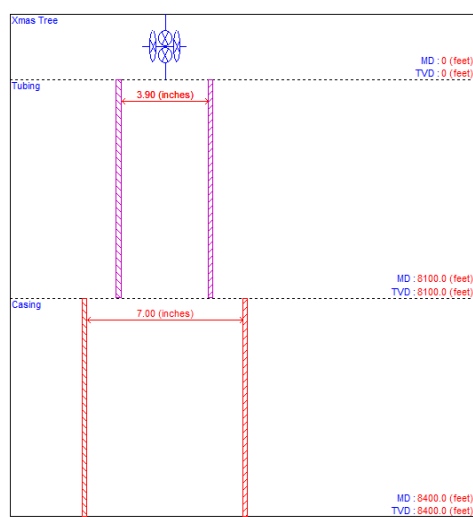 Xmas Tree
MD : 0 (feet)
TVD : 0 (feet)
Tubing
3.90 (inches)
MD : 8100.0 (feet)
TVD : 8100.0 (feet)
Casing
7.00 (inches)
MD : 8400.0 (feet)
TVD : 8400.0 (feet)